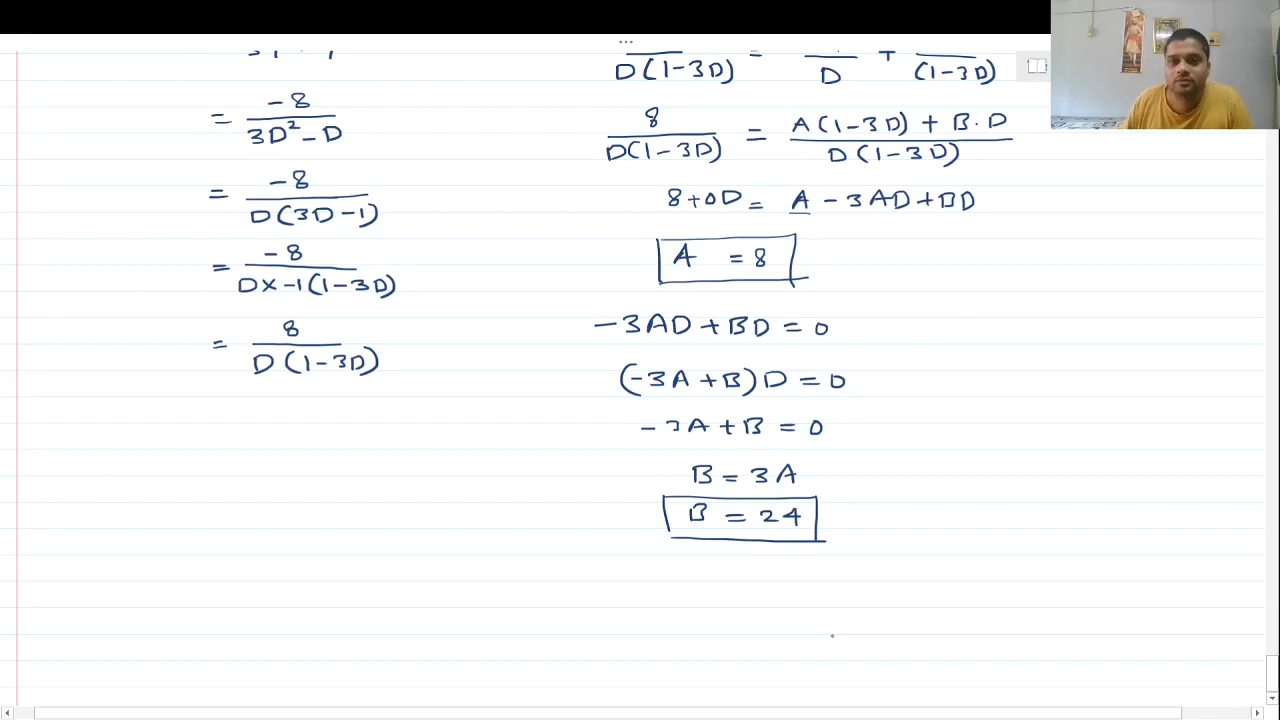 = -8 / 3D² - D
= -8 / D(3D-1)
= -8 / D×-1(1-3D)
= 8 / D(1-3D)
D(1-3D) = D + (1-3D)
8 / D(1-3D) = A(1-3D) + B·D / D(1-3D)
8+0D = A - 3AD + BD
A = 8
-3AD + BD = 0
(-3A + B)D = 0
-3A + B = 0
B = 3A
B = 24